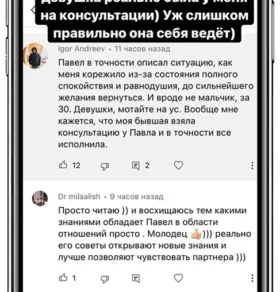 девушка реально была у меня
на консультации) Уж слишком
правильно она себя ведёт)
Igor Andreev • 11 часов назад
Павел в точности описал ситуацию, как
меня корежило из-за состояния полного
спокойствия и равнодушия, до сильнейшего
желания вернуться. И вроде не мальчик, за
30. Девушки, мотайте на ус. Вообще мне
кажется, что моя бывшая взяла
консультацию у Павла и в точности все
исполнила.
12 2
Dr milaalish • 9 часов назад
Просто читаю )) и восхищаюсь тем какими
знаниями обладает Павел в области
отношений просто . Молодец 👍🏻))) реально
его советы открывают новые знания и
лучше позволяют чувствовать партнера )))
1